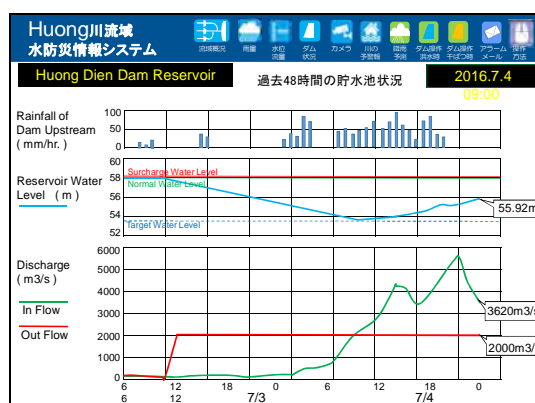 Huong川流域
水防災情報システム
流域概況 雨量 水位流量 ダム状況 カメラ 川の予警報 降雨予測 ダム操作洪水時 ダム操作干ばつ時 アラームメール 操作方法
Huong Dien Dam Reservoir
過去48時間の貯水池状況
2016.7.4
09:00
Rainfall of
Dam Upstream
( mm/hr. )
100
50
0
Reservoir Water
Level ( m )
60
58
56
54
52
Surcharge Water Level
Normal Water Level
Target Water Level
55.92m
Discharge
( m3/s )
In Flow
Out Flow
6000
5000
4000
3000
2000
1000
0
3620m3/s
2000m3/
6 12 18 0 6 12 18 0
6 12 7/3 7/4